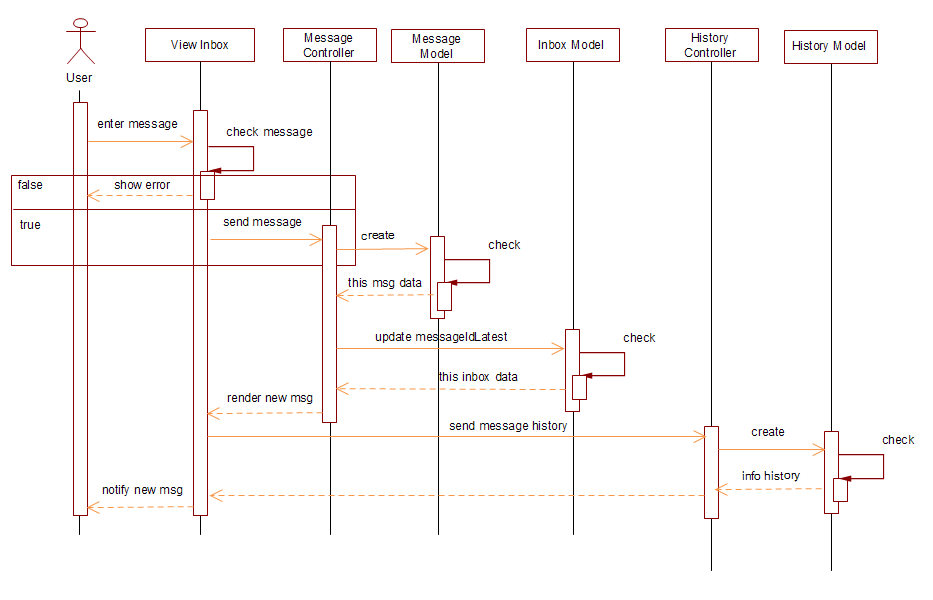 User
View Inbox
Message
Controller
Message
Model
Inbox Model
History
Controller
History Model
enter message
check message
false
show error
true
send message
create
check
this msg data
update messageIdLatest
check
this inbox data
render new msg
send message history
create
check
info history
notify new msg